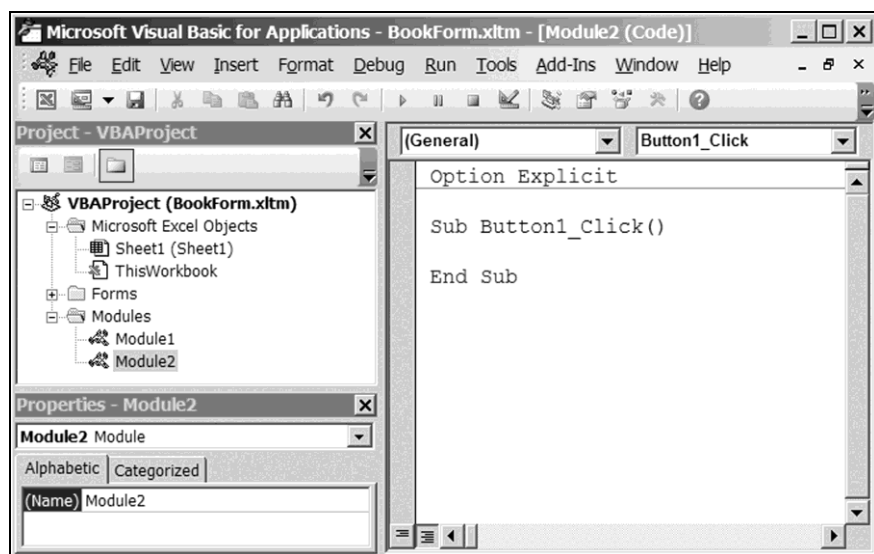 Microsoft Visual Basic for Applications - BookForm.xltm - [Module2 (Code)]
File Edit View Insert Format Debug Run Tools Add-Ins Window Help
Project - VBAProject
VBAProject (BookForm.xltm)
Microsoft Excel Objects
Sheet1 (Sheet1)
ThisWorkbook
Forms
Modules
Module1
Module2
Properties - Module2
Module2 Module
Alphabetic Categorized
(Name) Module2
(General) Button1_Click
Option Explicit
Sub Button1_Click()
End Sub